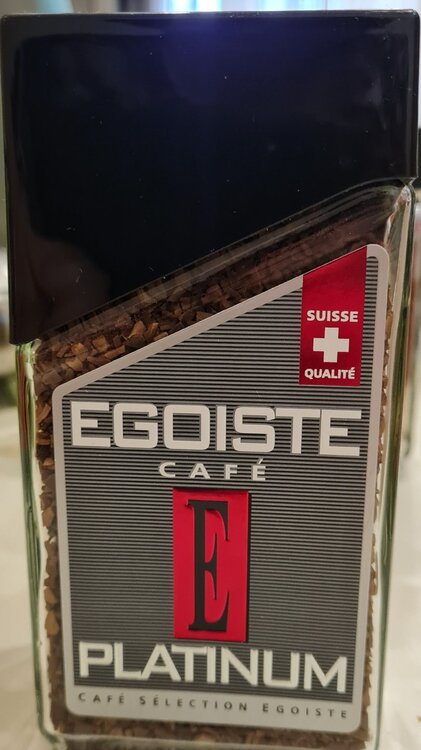 SUISSE
QUALITÉ
EGOISTE
CAFÉ
E
PLATINUM
CAFÉ SÉLECTION EGOISTE